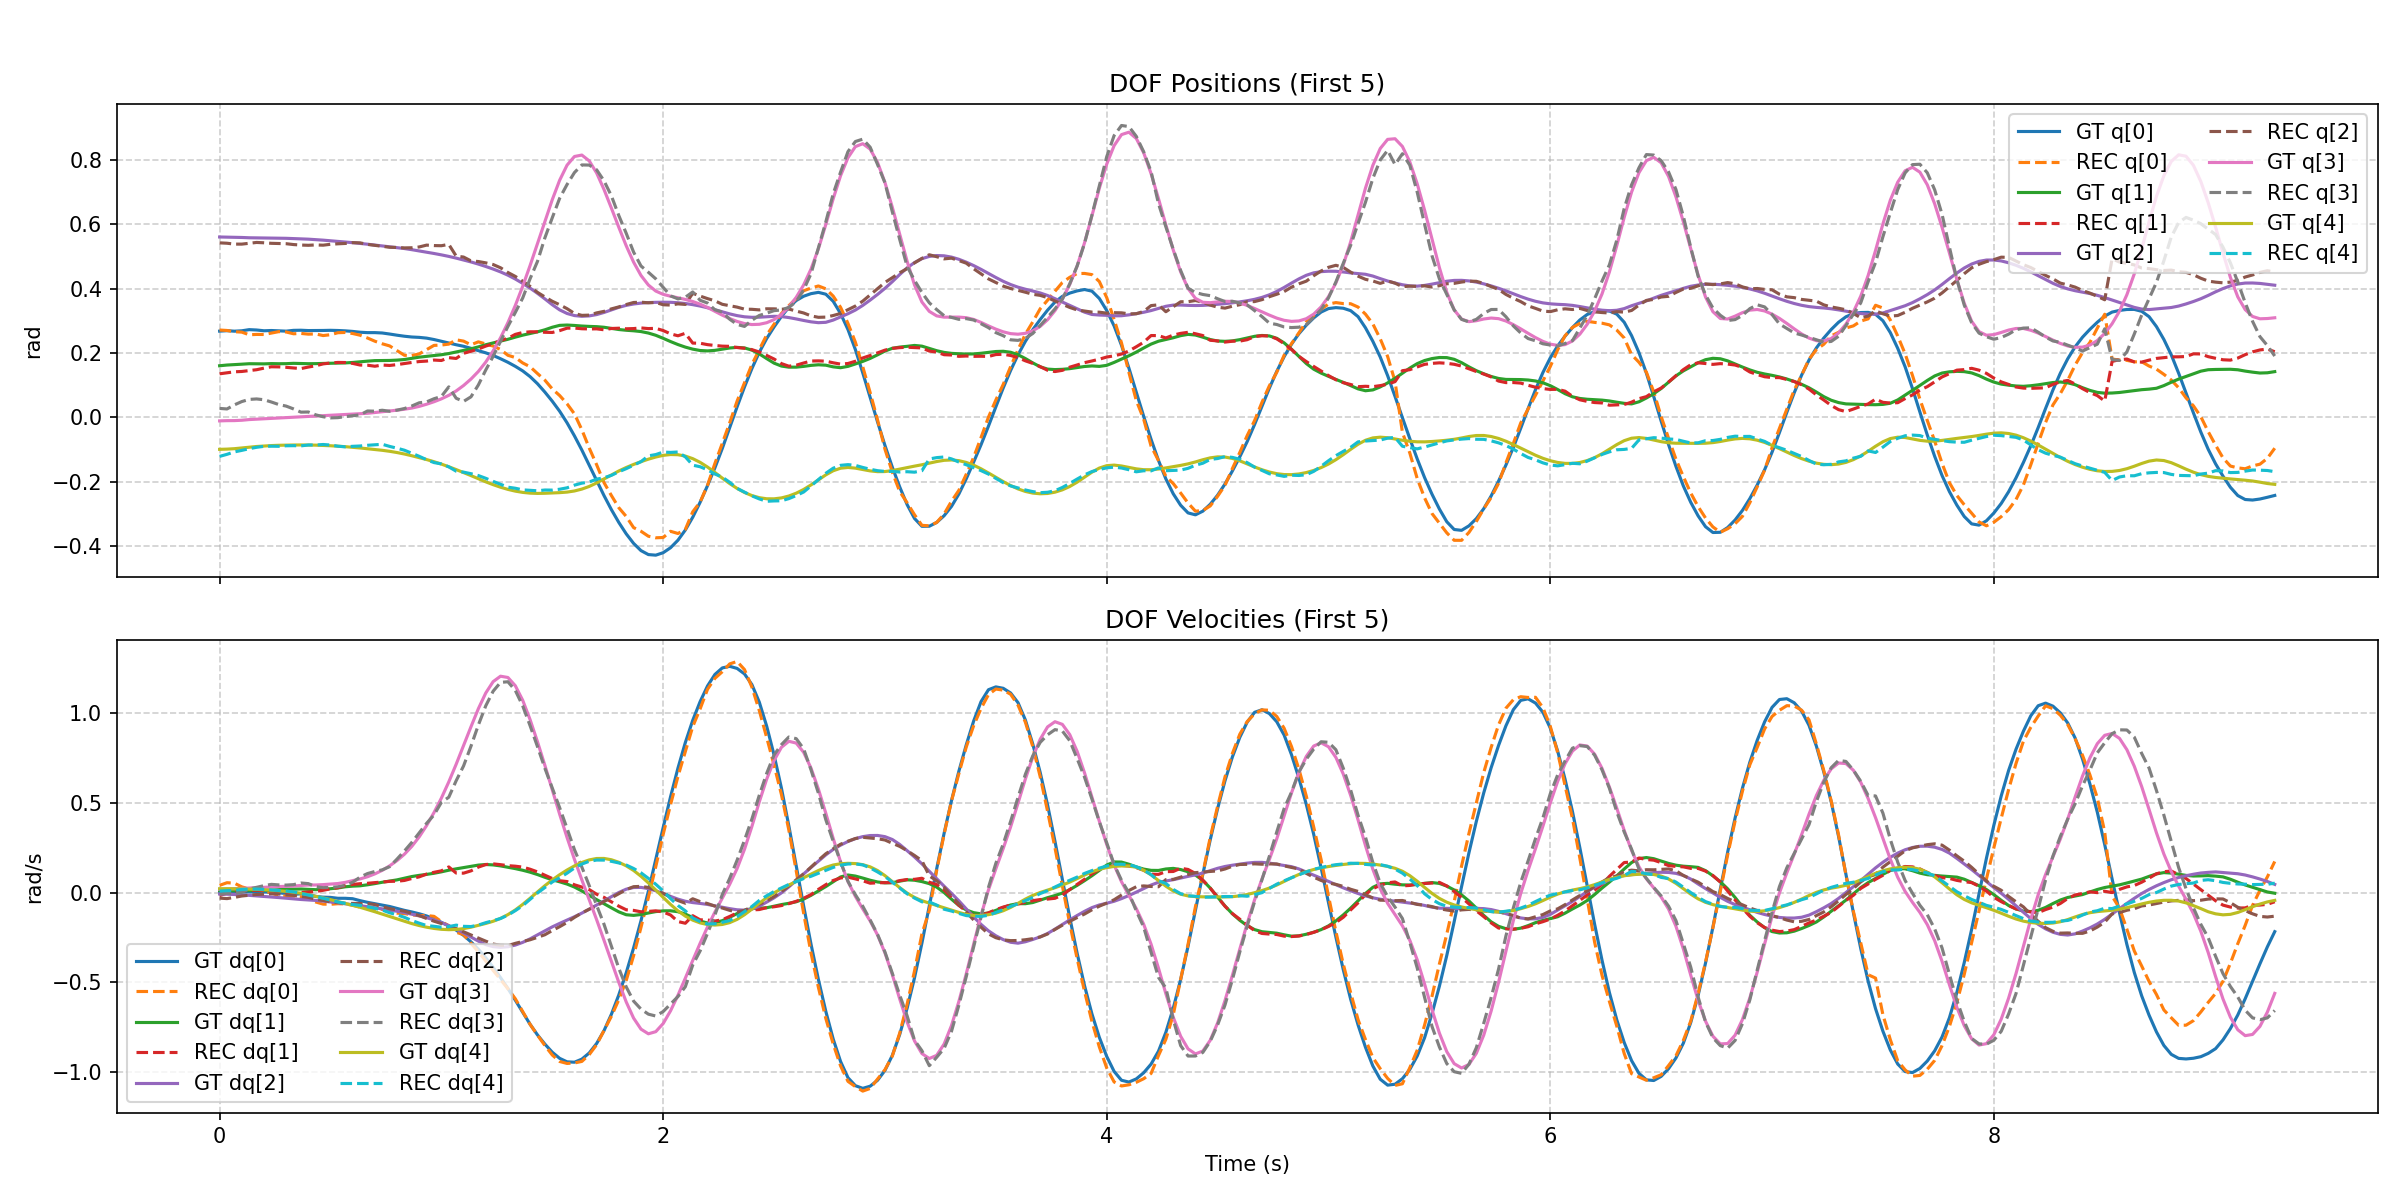 DOF Positions (First 5)
rad
0.8
0.6
0.4
0.2
0.0
−0.2
−0.4
GT q[0]
REC q[0]
GT q[1]
REC q[1]
GT q[2]
REC q[2]
GT q[3]
REC q[3]
GT q[4]
REC q[4]
DOF Velocities (First 5)
rad/s
1.0
0.5
0.0
−0.5
−1.0
GT dq[0]
REC dq[0]
GT dq[1]
REC dq[1]
GT dq[2]
REC dq[2]
GT dq[3]
REC dq[3]
GT dq[4]
REC dq[4]
0 2 4 6 8
Time (s)